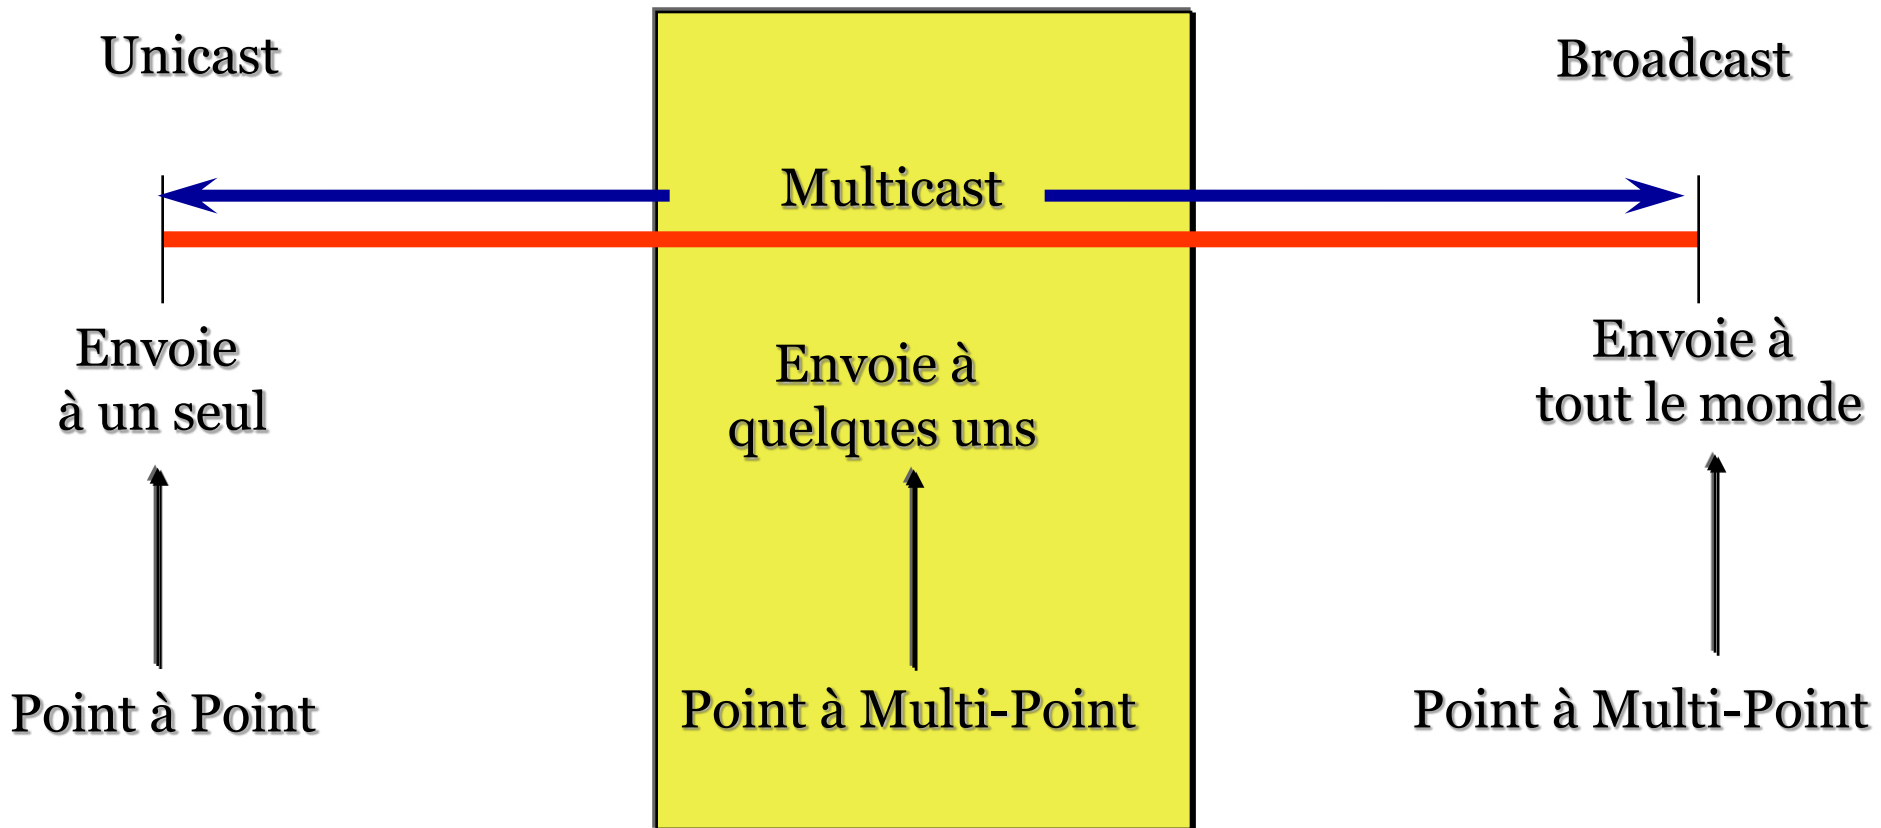 Unicast
Broadcast
Multicast
Envoie
à un seul
Envoie à
quelques uns
Envoie à
tout le monde
Point à Point
Point à Multi-Point
Point à Multi-Point